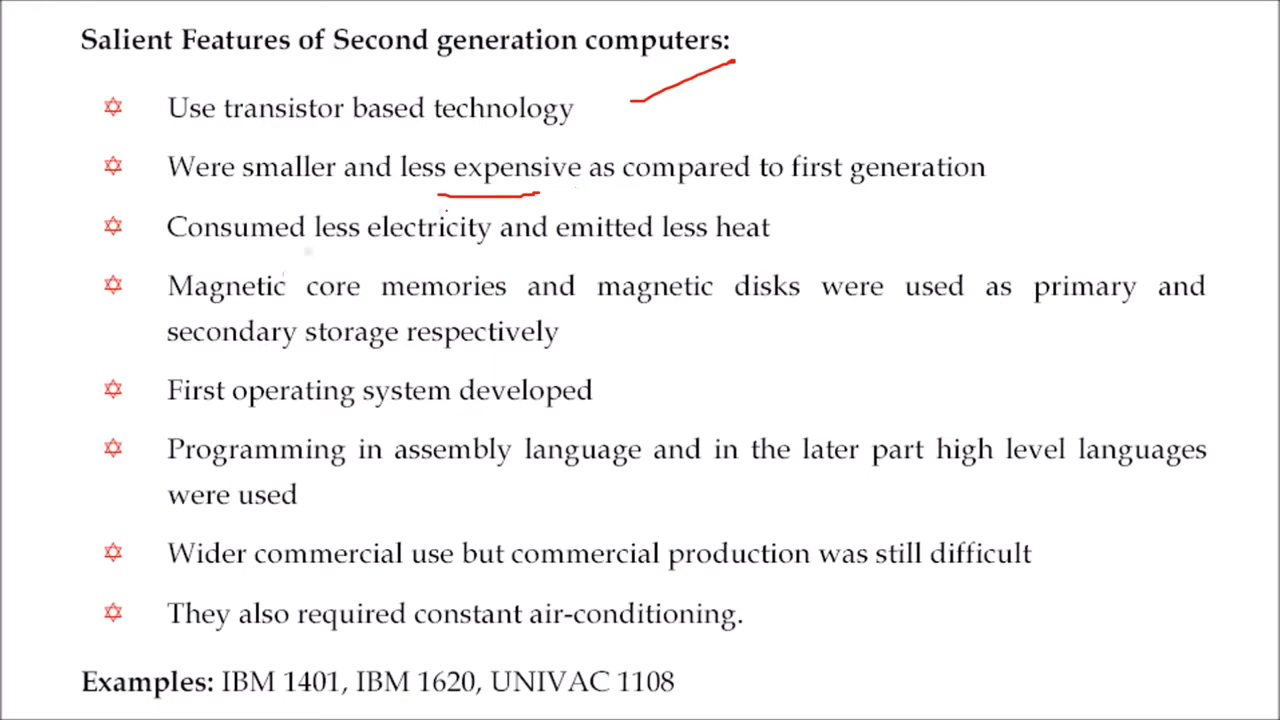 Salient Features of Second generation computers:
Use transistor based technology
Were smaller and less expensive as compared to first generation
Consumed less electricity and emitted less heat
Magnetic core memories and magnetic disks were used as primary and
secondary storage respectively
First operating system developed
Programming in assembly language and in the later part high level languages
were used
Wider commercial use but commercial production was still difficult
They also required constant air-conditioning.
Examples: IBM 1401, IBM 1620, UNIVAC 1108